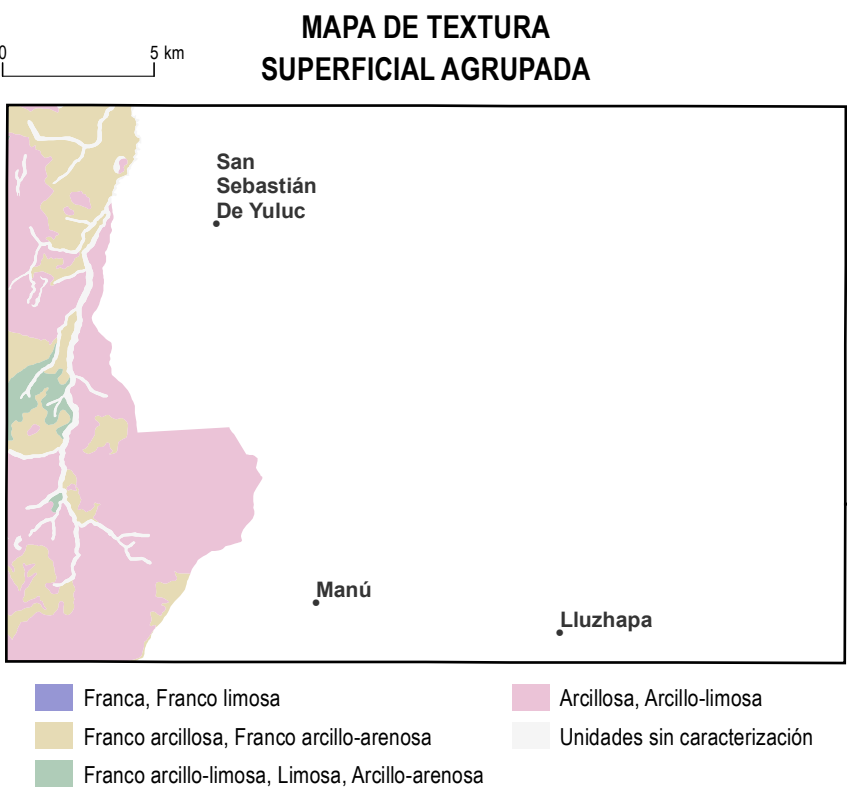 MAPA DE TEXTURA
SUPERFICIAL AGRUPADA
0 5 km
San
Sebastián
De Yuluc
Manú
Lluzhapa
Franca, Franco limosa
Franco arcillosa, Franco arcillo-arenosa
Franco arcillo-limosa, Limosa, Arcillo-arenosa
Arcillosa, Arcillo-limosa
Unidades sin caracterización